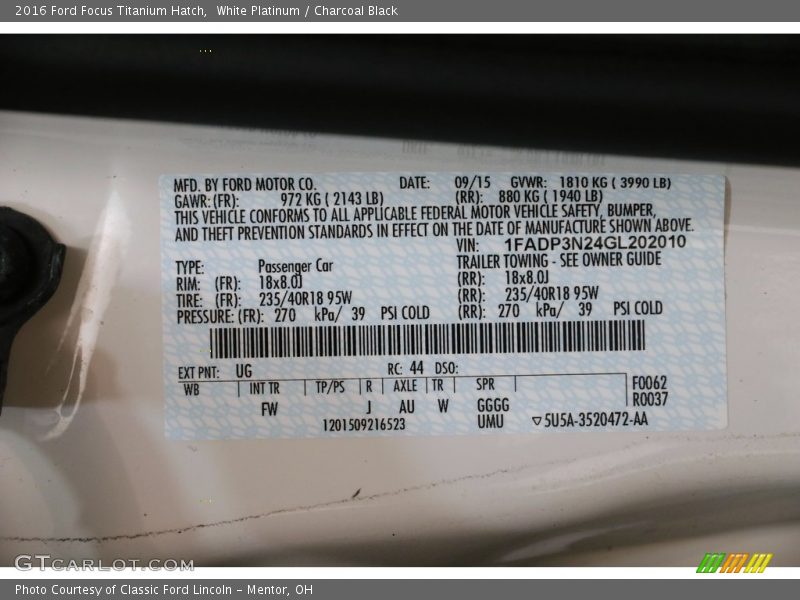 2016 Ford Focus Titanium Hatch,  White Platinum / Charcoal Black
MFD. BY FORD MOTOR CO. DATE: 09/15 GVWR: 1810 KG ( 3990 LB)
GAWR:(FR): 972 KG ( 2143 LB) (RR): 880 KG ( 1940 LB)
THIS VEHICLE CONFORMS TO ALL APPLICABLE FEDERAL MOTOR VEHICLE SAFETY, BUMPER,
AND THEFT PREVENTION STANDARDS IN EFFECT ON THE DATE OF MANUFACTURE SHOWN ABOVE.
VIN: 1FADP3N24GL202010
TYPE: Passenger Car TRAILER TOWING - SEE OWNER GUIDE
RIM: (FR): 18x8.0J (RR): 18x8.0J
TIRE: (FR): 235/40R18 95W (RR): 235/40R18 95W
PRESSURE: (FR): 270 kPa/ 39 PSI COLD (RR): 270 kPa/ 39 PSI COLD
EXT PNT: UG RC: 44 DSO:
WB INT TR TP/PS R AXLE TR SPR F0062
R0037
FW J AU W GGGG
1201509216523 UMU ▽5U5A-3520472-AA
GTCARLOT.COM
Photo Courtesy of Classic Ford Lincoln – Mentor, OH